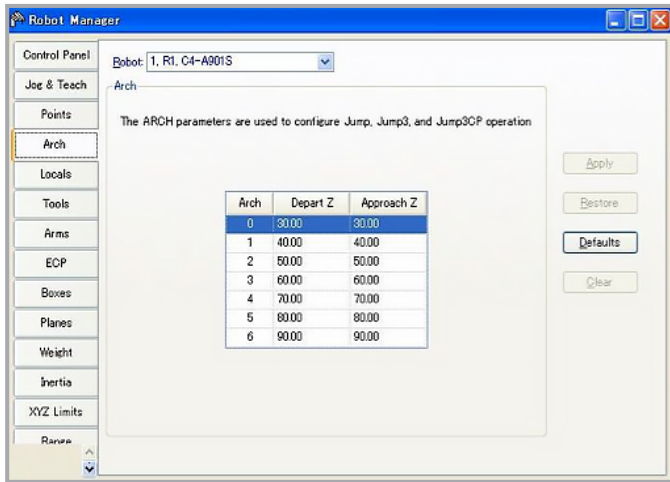 Robot Manager
Control Panel
Jog & Teach
Points
Arch
Locals
Tools
Arms
ECP
Boxes
Planes
Weight
Inertia
XYZ Limits
Range
Robot: 1, R1, C4-A901S
Arch
The ARCH parameters are used to configure Jump, Jump3, and Jump3CP operation
Arch Depart Z Approach Z
0 30.00 30.00
1 40.00 40.00
2 50.00 50.00
3 60.00 60.00
4 70.00 70.00
5 80.00 80.00
6 90.00 90.00
Apply
Restore
Defaults
Clear